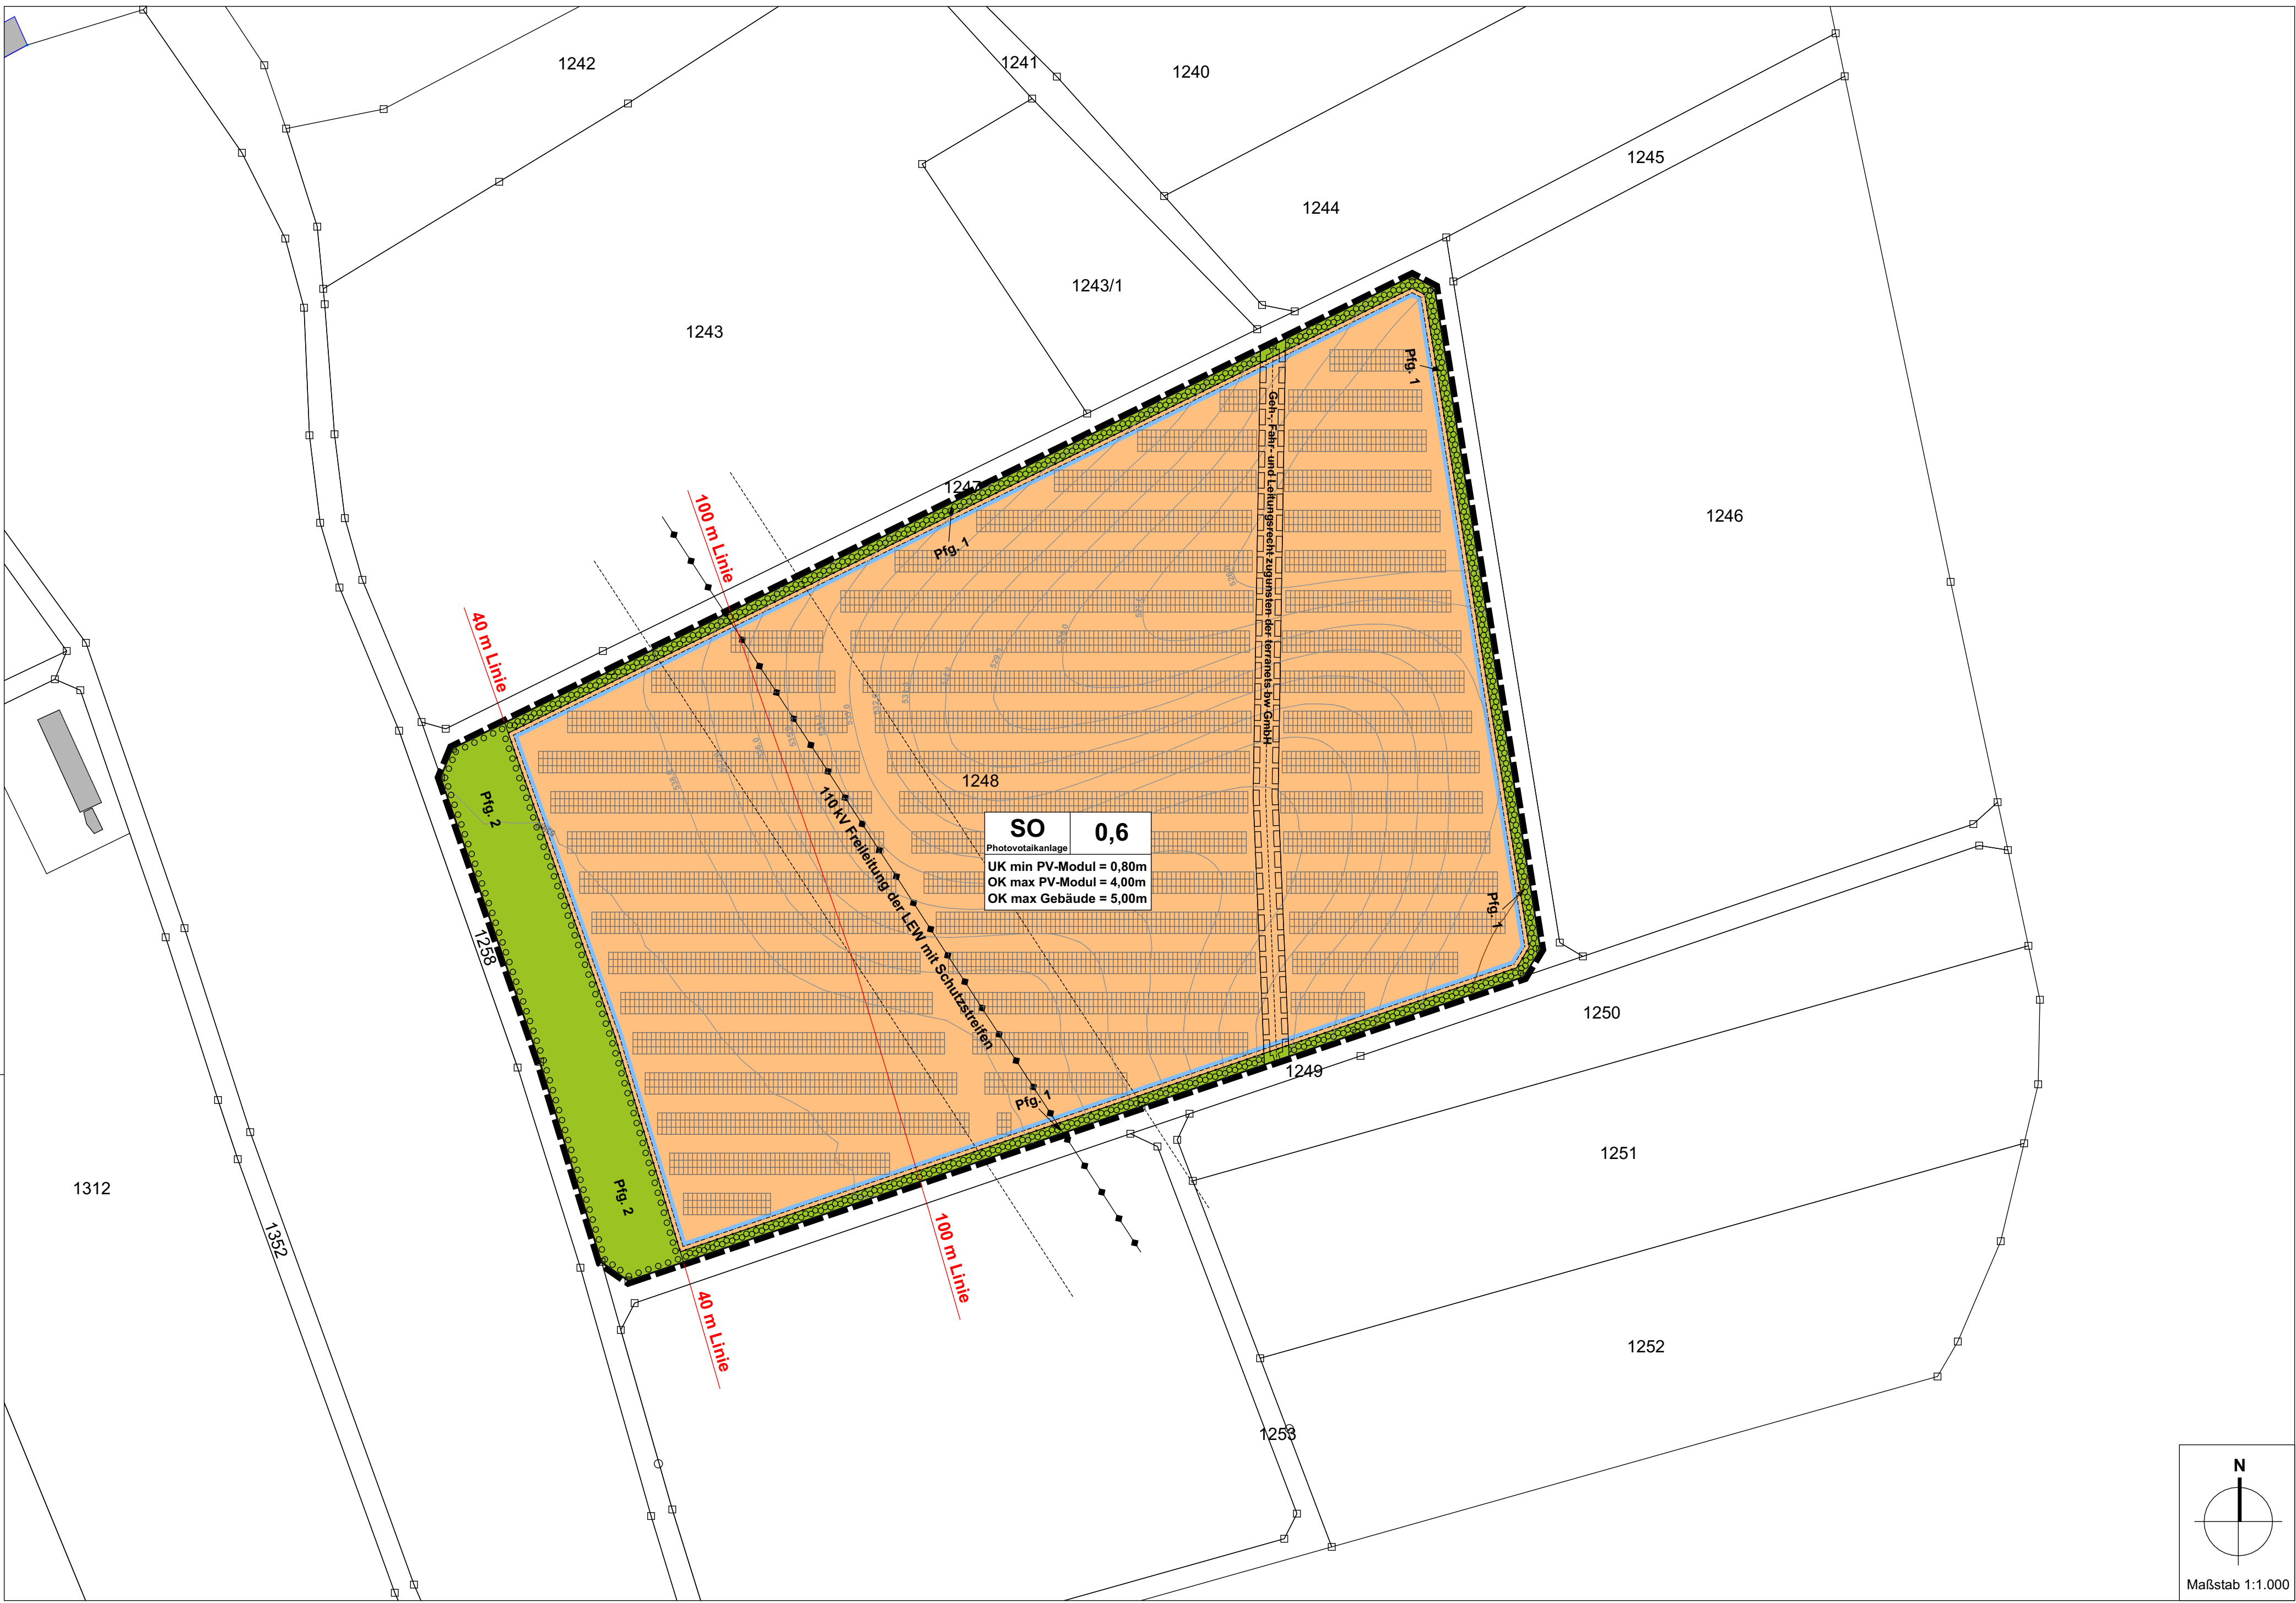 1242
1241
1240
1245
1244
1243/1
1243
Pfg. 1
Geh-, Fahr- und Leitungsrecht zugunsten der terranets bw GmbH
1247
100 m Linie
1246
Pfg. 1
526,0
40 m Linie
529,0
1248
Pfg. 2
110 kV Freileitung der LEW mit Schutzstreifen
SO
Photovotaikanlage
0,6
UK min PV-Modul = 0,80m
OK max PV-Modul = 4,00m
OK max Gebäude = 5,00m
Pfg. 1
1258
1250
1249
Pfg. 1
1251
1312
Pfg. 2
1352
100 m Linie
40 m Linie
1252
1253
N
Maßstab 1:1.000